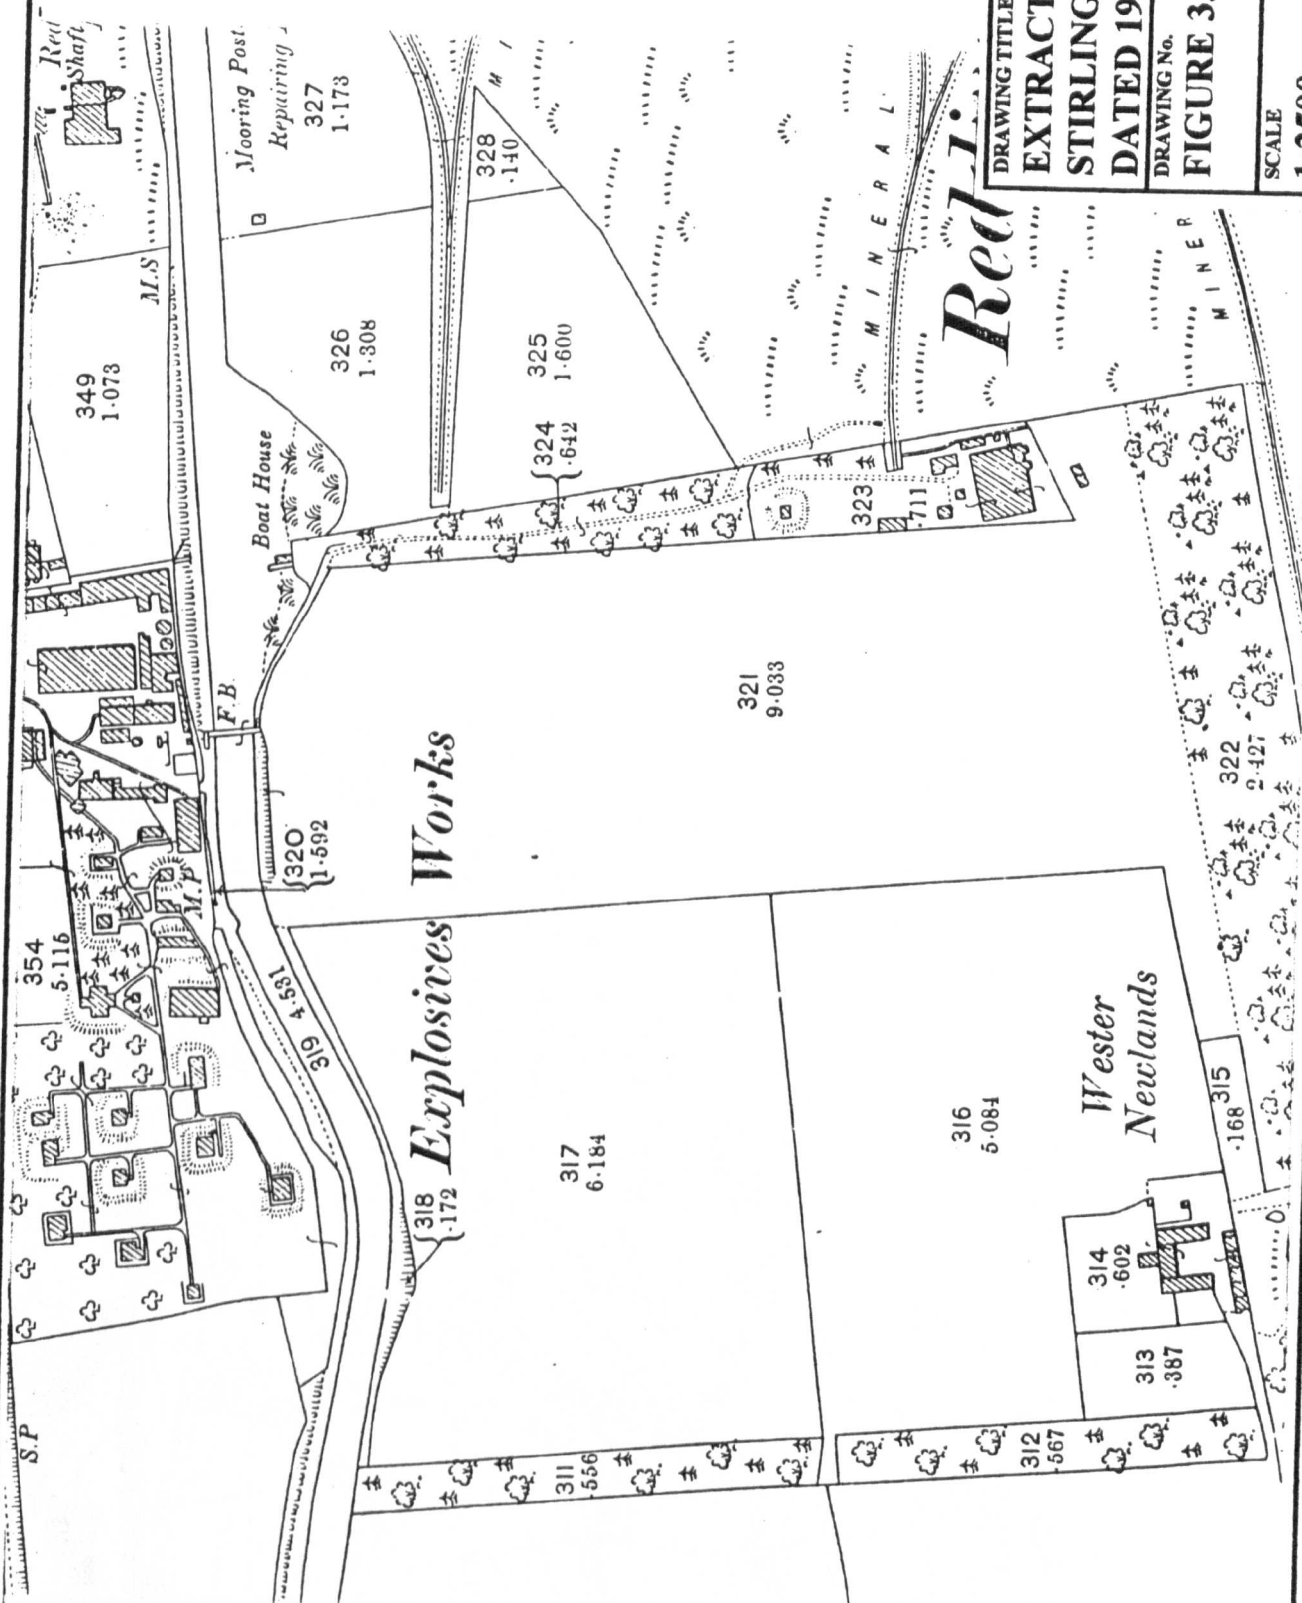 Red
Shaft
349
1·073
M.S
Mooring Post
Repairing
327
1·173
328
·140
M I
326
1·308
325
1·600
324
·642
Boat House
M I N E R A L
M I N E R
323
·711
F.B.
M.P.
354
5·116
320
1·592
319 4·531
Explosives Works
321
9·033
322
2·427
318
·172
317
6·184
316
5·084
Wester
Newlands
315
·168
314
·602
313
·387
312
·567
311
·556
S.P
DRAWING TITLE
EXTRACT
STIRLING
DATED 19
DRAWING No.
FIGURE 3.
SCALE